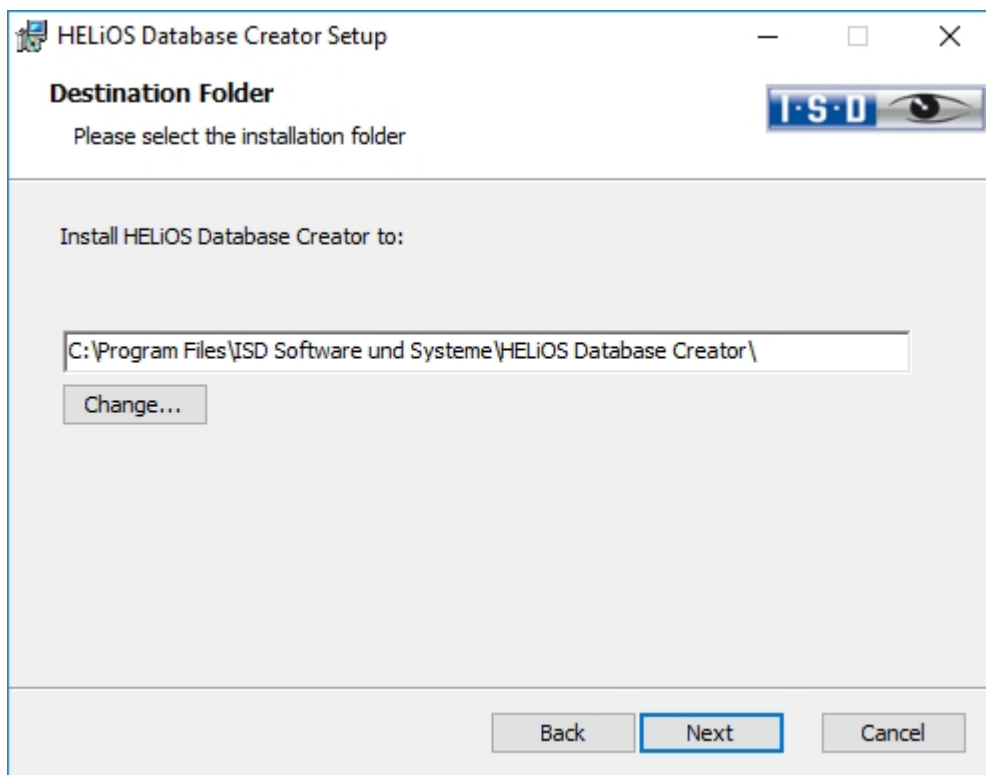 HELiOS Database Creator Setup
Destination Folder
I·S·D
Please select the installation folder
Install HELiOS Database Creator to:
C:\Program Files\ISD Software und Systeme\HELiOS Database Creator\
Change...
Back Next Cancel